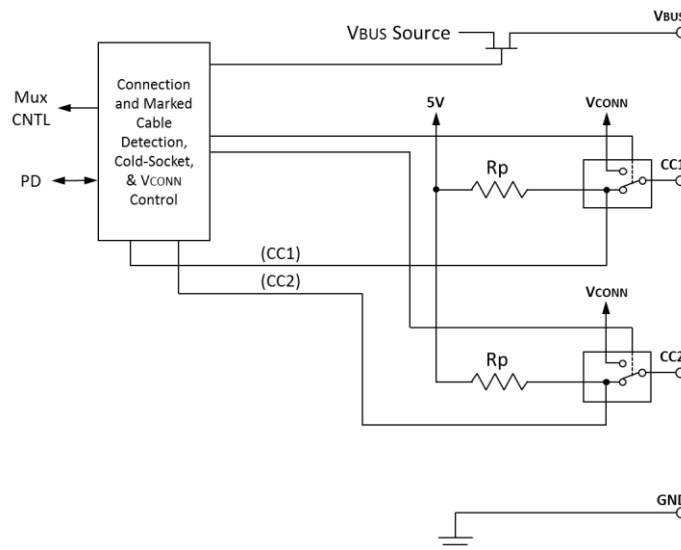 VBUS
VBUS Source
Connection
and Marked
Cable
Detection,
Cold-Socket,
& VCONN
Control
Mux
CNTL
PD
5V
VCONN
CC1
Rp
(CC1)
(CC2)
VCONN
CC2
Rp
GND